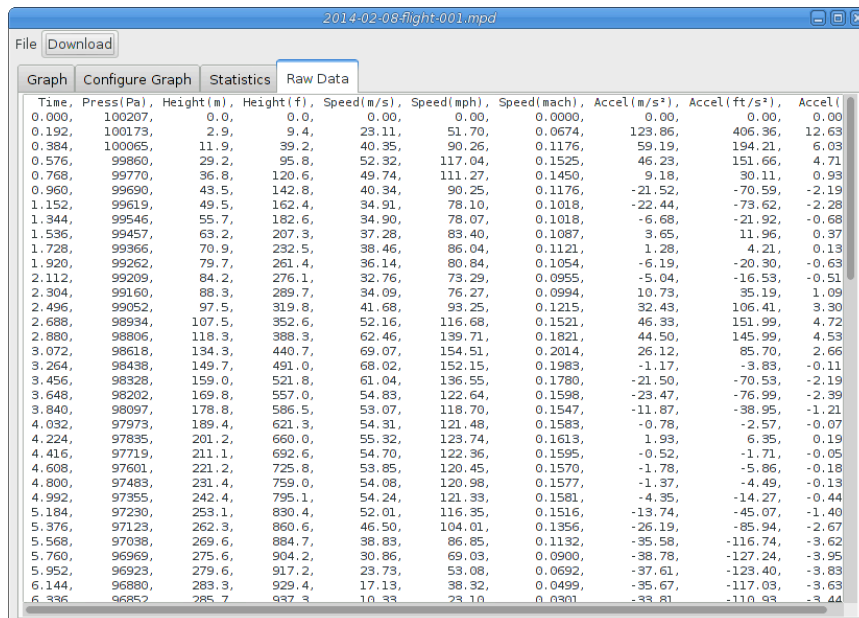 2014-02-08-flight-001.mpd
File Download
Graph Configure Graph Statistics Raw Data
Time, Press(Pa), Height(m), Height(f), Speed(m/s), Speed(mph), Speed(mach), Accel(m/s²), Accel(ft/s²), Accel(
0.000, 100207, 0.0, 0.0, 0.00, 0.00, 0.0000, 0.00, 0.00, 0.00
0.192, 100173, 2.9, 9.4, 23.11, 51.70, 0.0674, 123.86, 406.36, 12.63
0.384, 100065, 11.9, 39.2, 40.35, 90.26, 0.1176, 59.19, 194.21, 6.03
0.576, 99860, 29.2, 95.8, 52.32, 117.04, 0.1525, 46.23, 151.66, 4.71
0.768, 99770, 36.8, 120.6, 49.74, 111.27, 0.1450, 9.18, 30.11, 0.93
0.960, 99690, 43.5, 142.8, 40.34, 90.25, 0.1176, -21.52, -70.59, -2.19
1.152, 99619, 49.5, 162.4, 34.91, 78.10, 0.1018, -22.44, -73.62, -2.28
1.344, 99546, 55.7, 182.6, 34.90, 78.07, 0.1018, -6.68, -21.92, -0.68
1.536, 99457, 63.2, 207.3, 37.28, 83.40, 0.1087, 3.65, 11.96, 0.37
1.728, 99366, 70.9, 232.5, 38.46, 86.04, 0.1121, 1.28, 4.21, 0.13
1.920, 99262, 79.7, 261.4, 36.14, 80.84, 0.1054, -6.19, -20.30, -0.63
2.112, 99209, 84.2, 276.1, 32.76, 73.29, 0.0955, -5.04, -16.53, -0.51
2.304, 99160, 88.3, 289.7, 34.09, 76.27, 0.0994, 10.73, 35.19, 1.09
2.496, 99052, 97.5, 319.8, 41.68, 93.25, 0.1215, 32.43, 106.41, 3.30
2.688, 98934, 107.5, 352.6, 52.16, 116.68, 0.1521, 46.33, 151.99, 4.72
2.880, 98806, 118.3, 388.3, 62.46, 139.71, 0.1821, 44.50, 145.99, 4.53
3.072, 98618, 134.3, 440.7, 69.07, 154.51, 0.2014, 26.12, 85.70, 2.66
3.264, 98438, 149.7, 491.0, 68.02, 152.15, 0.1983, -1.17, -3.83, -0.11
3.456, 98328, 159.0, 521.8, 61.04, 136.55, 0.1780, -21.50, -70.53, -2.19
3.648, 98202, 169.8, 557.0, 54.83, 122.64, 0.1598, -23.47, -76.99, -2.39
3.840, 98097, 178.8, 586.5, 53.07, 118.70, 0.1547, -11.87, -38.95, -1.21
4.032, 97973, 189.4, 621.3, 54.31, 121.48, 0.1583, -0.78, -2.57, -0.07
4.224, 97835, 201.2, 660.0, 55.32, 123.74, 0.1613, 1.93, 6.35, 0.19
4.416, 97719, 211.1, 692.6, 54.70, 122.36, 0.1595, -0.52, -1.71, -0.05
4.608, 97601, 221.2, 725.8, 53.85, 120.45, 0.1570, -1.78, -5.86, -0.18
4.800, 97483, 231.4, 759.0, 54.08, 120.98, 0.1577, -1.37, -4.49, -0.13
4.992, 97355, 242.4, 795.1, 54.24, 121.33, 0.1581, -4.35, -14.27, -0.44
5.184, 97230, 253.1, 830.4, 52.01, 116.35, 0.1516, -13.74, -45.07, -1.40
5.376, 97123, 262.3, 860.6, 46.50, 104.01, 0.1356, -26.19, -85.94, -2.67
5.568, 97038, 269.6, 884.7, 38.83, 86.85, 0.1132, -35.58, -116.74, -3.62
5.760, 96969, 275.6, 904.2, 30.86, 69.03, 0.0900, -38.78, -127.24, -3.95
5.952, 96923, 279.6, 917.2, 23.73, 53.08, 0.0692, -37.61, -123.40, -3.83
6.144, 96880, 283.3, 929.4, 17.13, 38.32, 0.0499, -35.67, -117.03, -3.63
6.336, 96852, 285.7, 937.3, 10.33, 23.10, 0.0301, -33.81, -110.93, -3.44